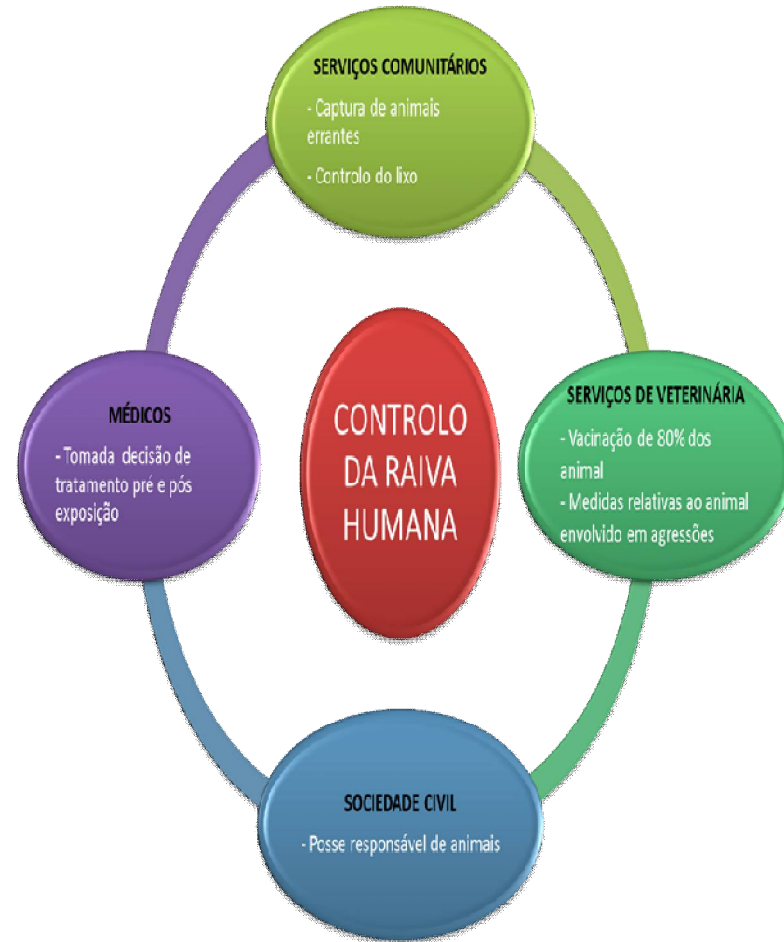 SERVIÇOS COMUNITÁRIOS
- Captura de animais
errantes
- Controlo do lixo
MÉDICOS
- Tomada decisão de
tratamento pré e pós
exposição
CONTROLO
DA RAIVA
HUMANA
SERVIÇOS DE VETERINÁRIA
- Vacinação de 80% dos
animal
- Medidas relativas ao animal
envolvido em agressões
SOCIEDADE CIVIL
- Posse responsável de animais